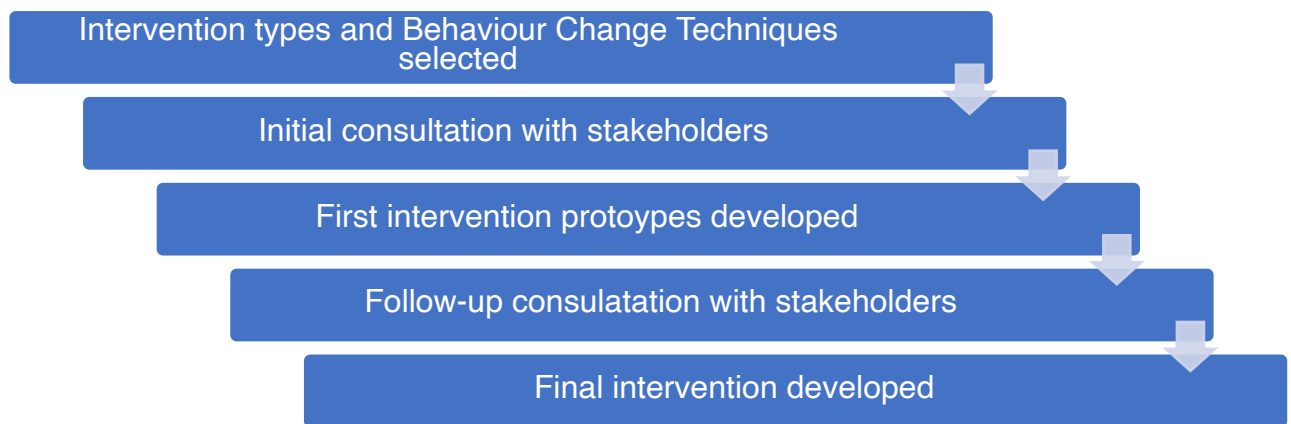 Intervention types and Behaviour Change Techniques
selected
Initial consultation with stakeholders
First intervention protoypes developed
Follow-up consulatation with stakeholders
Final intervention developed